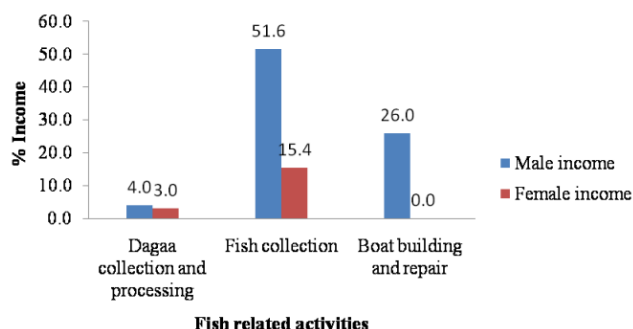 60.0
50.0
40.0
30.0
20.0
10.0
0.0
% Income
51.6
26.0
15.4
4.0 3.0
0.0
Male income
Female income
Dagaa collection and processing
Fish collection
Boat building and repair
Fish related activities